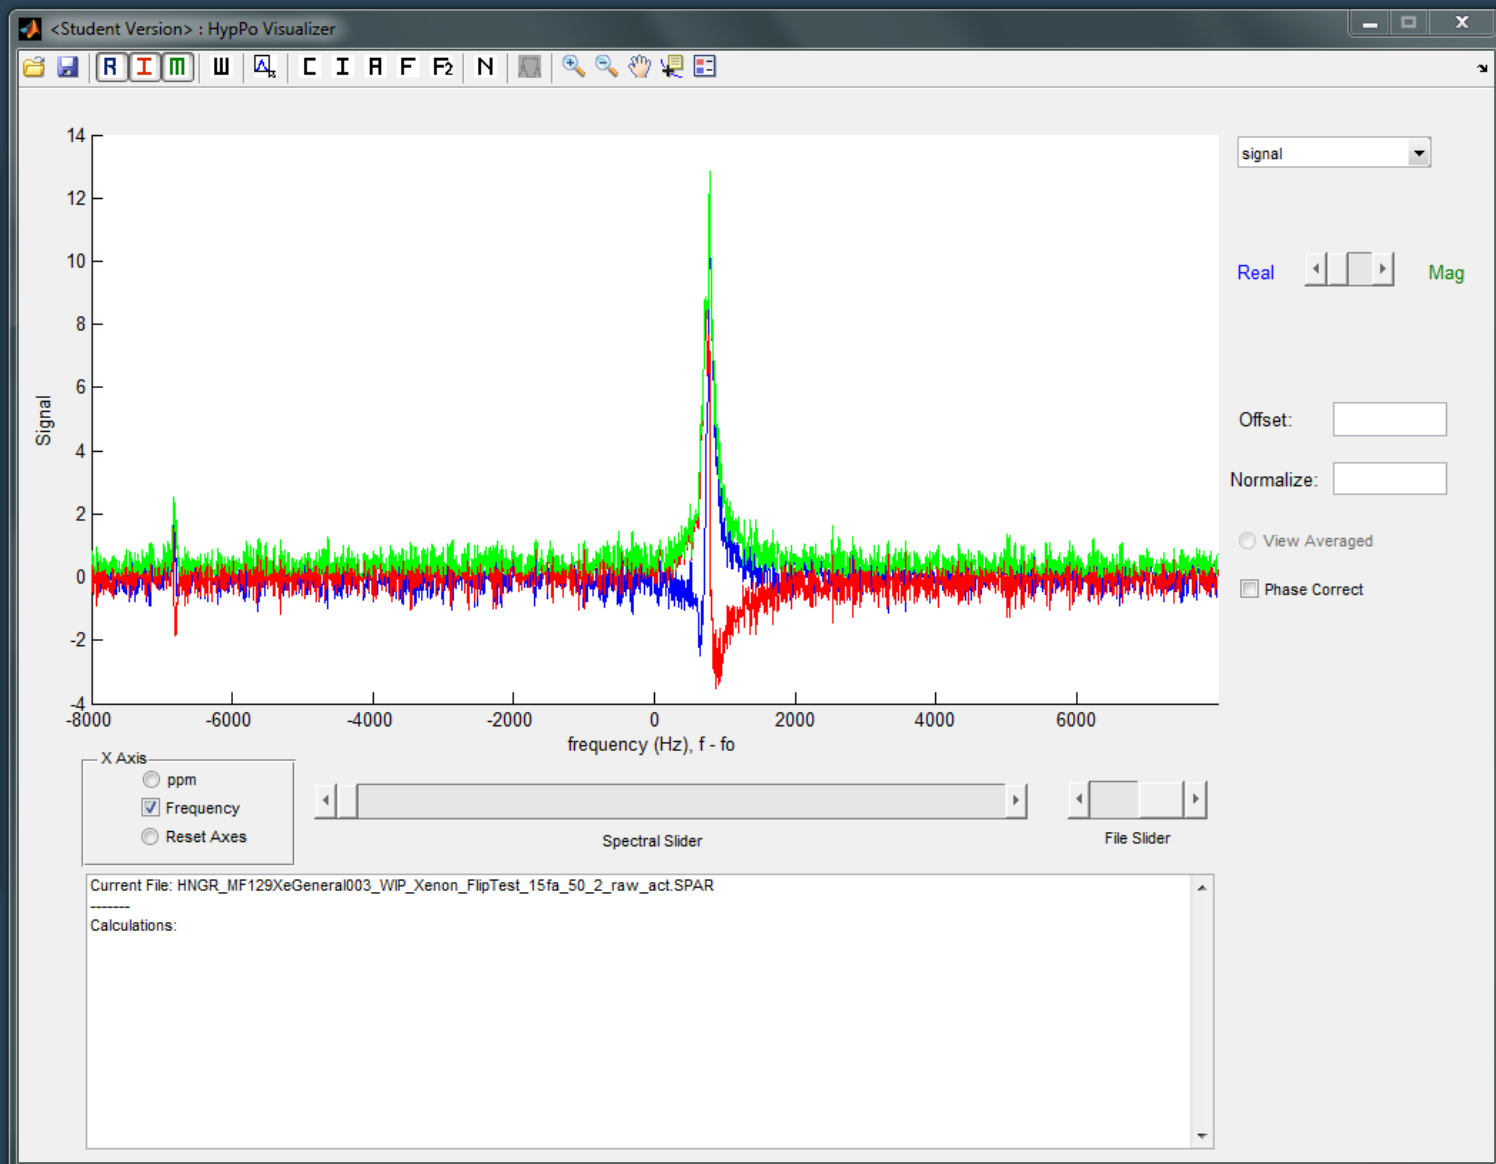 <Student Version> : HypPo Visualizer
R I M W C I A F F2 N
14
12
10
8
6
4
2
0
-2
-4
Signal
-8000 -6000 -4000 -2000 0 2000 4000 6000
frequency (Hz), f - fo
signal
Real Mag
Offset:
Normalize:
View Averaged
Phase Correct
X Axis
ppm
Frequency
Reset Axes
Spectral Slider
File Slider
Current File: HNGR_MF129XeGeneral003_WIP_Xenon_FlipTest_15fa_50_2_raw_act.SPAR
-------
Calculations: